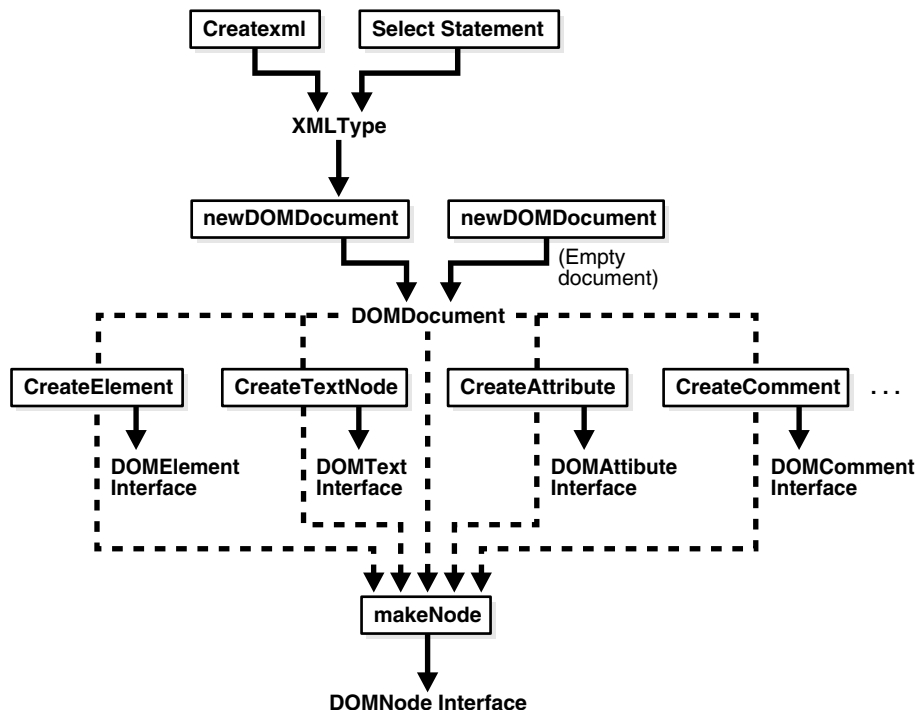 Createxml
Select Statement
XMLType
newDOMDocument
newDOMDocument
(Empty
document)
DOMDocument
CreateElement
CreateTextNode
CreateAttribute
CreateComment
...
DOMElement
Interface
DOMText
Interface
DOMAttibute
Interface
DOMComment
Interface
makeNode
DOMNode Interface